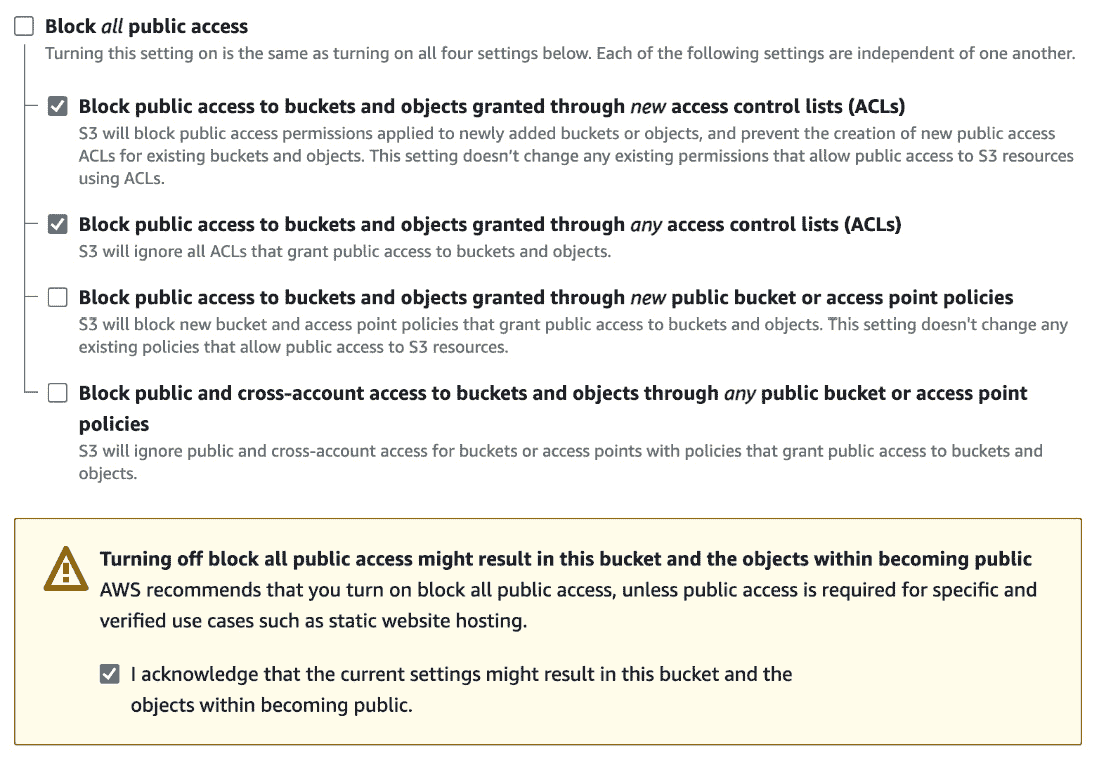 Block all public access
Turning this setting on is the same as turning on all four settings below. Each of the following settings are independent of one another.
Block public access to buckets and objects granted through new access control lists (ACLs)
S3 will block public access permissions applied to newly added buckets or objects, and prevent the creation of new public access
ACLs for existing buckets and objects. This setting doesn't change any existing permissions that allow public access to S3 resources
using ACLs.
Block public access to buckets and objects granted through any access control lists (ACLs)
S3 will ignore all ACLs that grant public access to buckets and objects.
Block public access to buckets and objects granted through new public bucket or access point policies
S3 will block new bucket and access point policies that grant public access to buckets and objects. This setting doesn't change any
existing policies that allow public access to S3 resources.
Block public and cross-account access to buckets and objects through any public bucket or access point
policies
S3 will ignore public and cross-account access for buckets or access points with policies that grant public access to buckets and
objects.
Turning off block all public access might result in this bucket and the objects within becoming public
AWS recommends that you turn on block all public access, unless public access is required for specific and
verified use cases such as static website hosting.
I acknowledge that the current settings might result in this bucket and the
objects within becoming public.